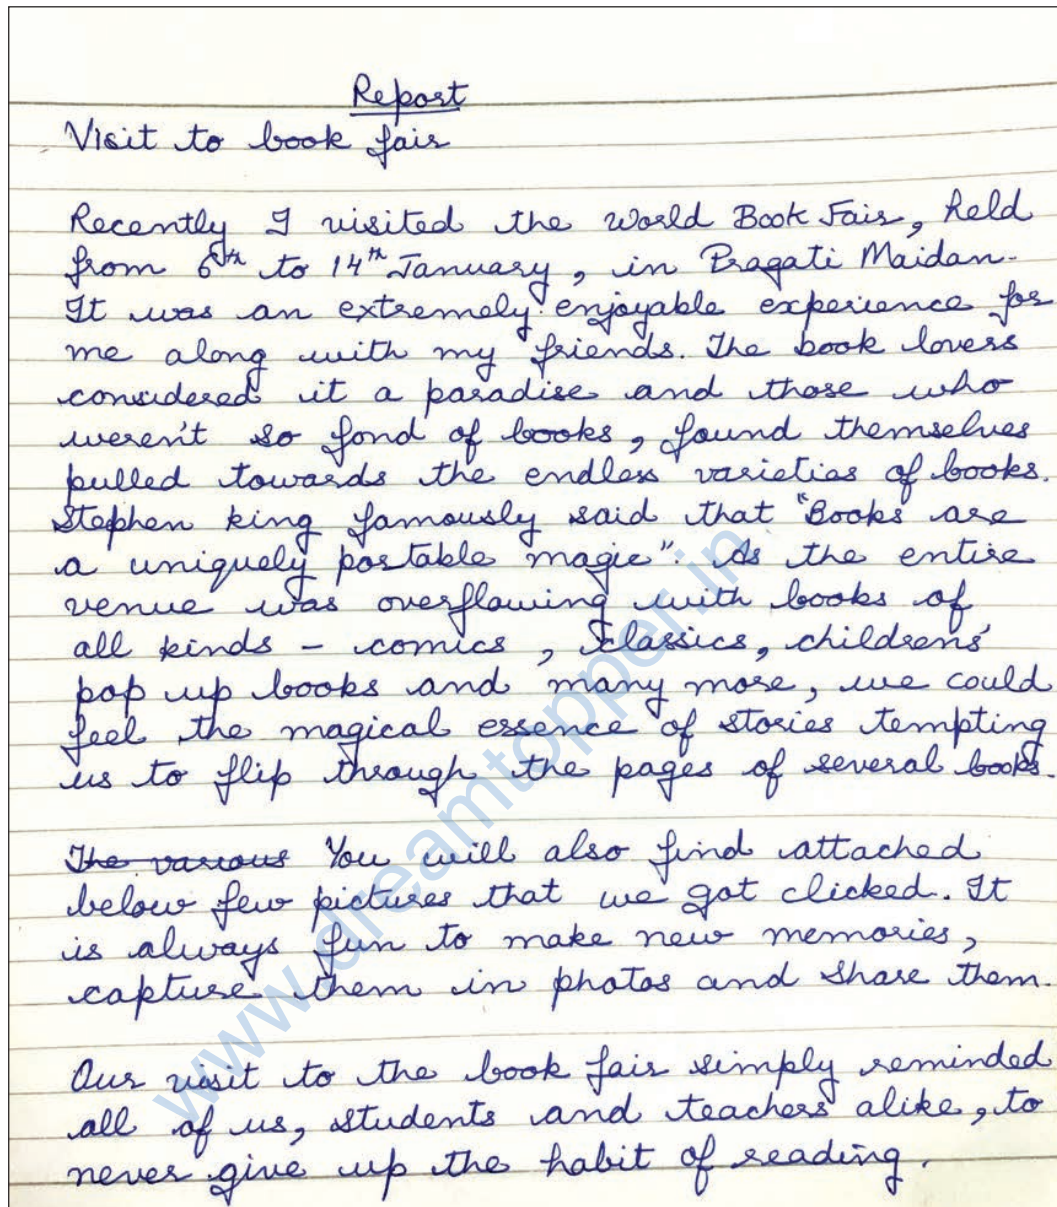 Report
Visit to book fair
Recently I visited the World Book Fair, held
from 6th to 14th January, in Pragati Maidan.
It was an extremely enjoyable experience for
me along with my friends. The book lovers
considered it a paradise and those who
weren't so fond of books, found themselves
pulled towards the endless varieties of books.
Stephen king famously said that "Books are
a uniquely portable magic". As the entire
venue was overflowing with books of
all kinds - comics, classics, childrens'
pop up books and many more, we could
feel the magical essence of stories tempting
us to flip through the pages of several books.
The various You will also find attached
below few pictures that we got clicked. It
is always fun to make new memories,
capture them in photos and share them.
Our visit to the book fair simply reminded
all of us, students and teachers alike, to
never give up the habit of reading.
www.dreamtopper.in